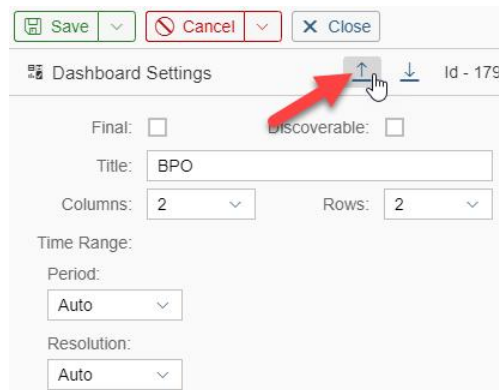 Save Cancel Close
Dashboard Settings Id - 179
Final: Discoverable:
Title: BPO
Columns: 2 Rows: 2
Time Range:
Period:
Auto
Resolution:
Auto